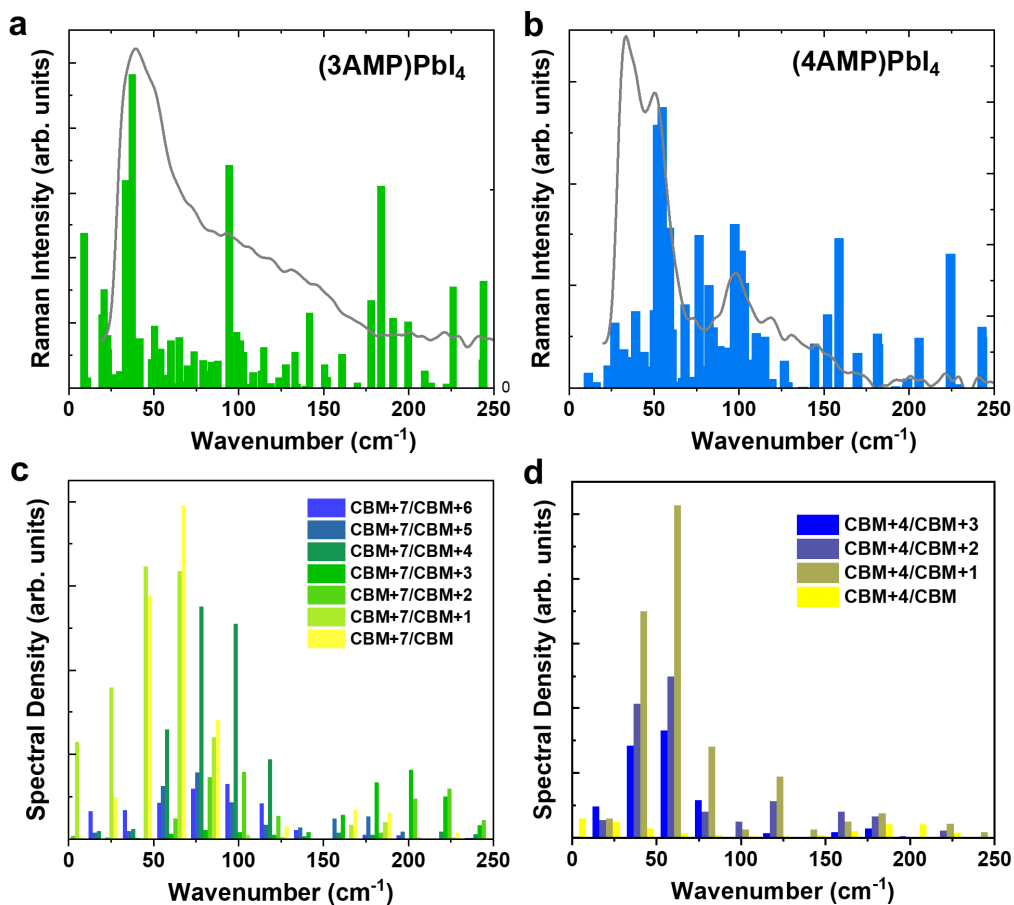 a
(3AMP)PbI₄
Raman Intensity (arb. units)
0
0 50 100 150 200 250
Wavenumber (cm⁻¹)
b
(4AMP)PbI₄
Raman Intensity (arb. units)
0 50 100 150 200 250
Wavenumber (cm⁻¹)
c
CBM+7/CBM+6
CBM+7/CBM+5
CBM+7/CBM+4
CBM+7/CBM+3
CBM+7/CBM+2
CBM+7/CBM+1
CBM+7/CBM
Spectral Density (arb. units)
0 50 100 150 200 250
Wavenumber (cm⁻¹)
d
CBM+4/CBM+3
CBM+4/CBM+2
CBM+4/CBM+1
CBM+4/CBM
Spectral Density (arb. units)
0 50 100 150 200 250
Wavenumber (cm⁻¹)